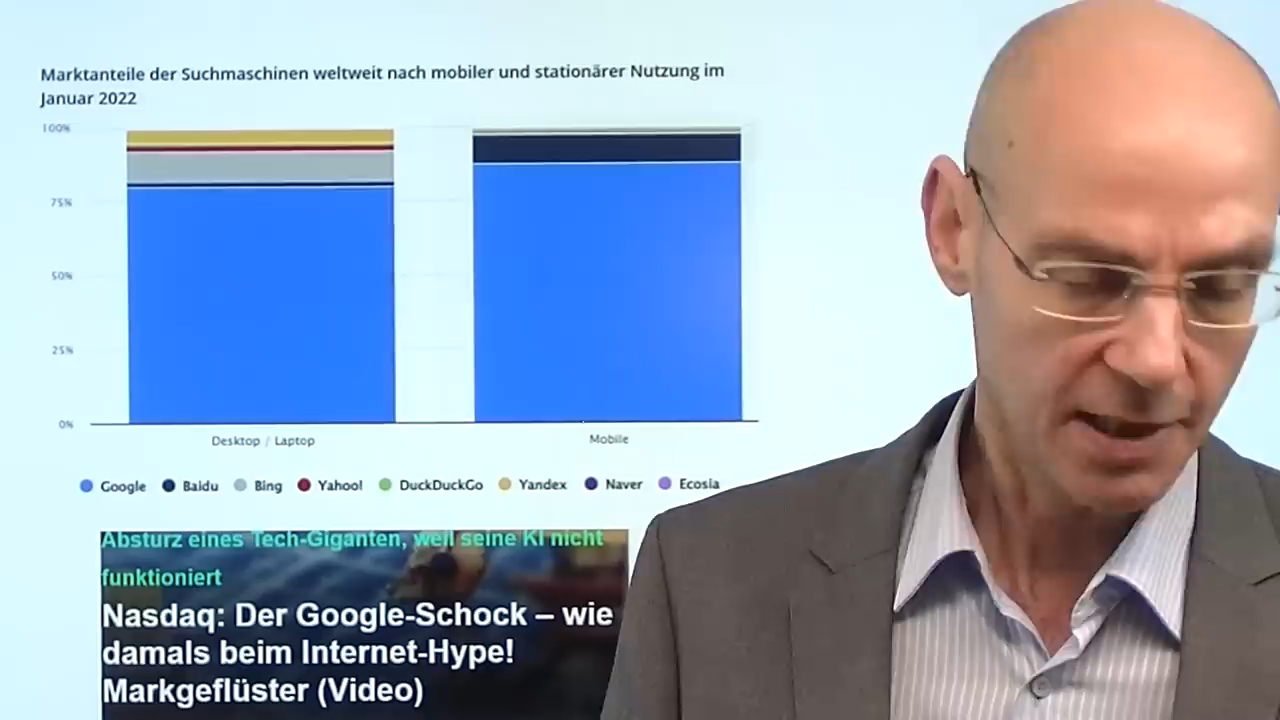 Marktanteile der Suchmaschinen weltweit nach mobiler und stationärer Nutzung im
Januar 2022
100%
75%
50%
25%
0%
Desktop / Laptop
Mobile
Google Baidu Bing Yahoo! DuckDuckGo Yandex Naver Ecosia
Absturz eines Tech-Giganten, weil seine KI nicht
funktioniert
Nasdaq: Der Google-Schock – wie
damals beim Internet-Hype!
Markgeflüster (Video)